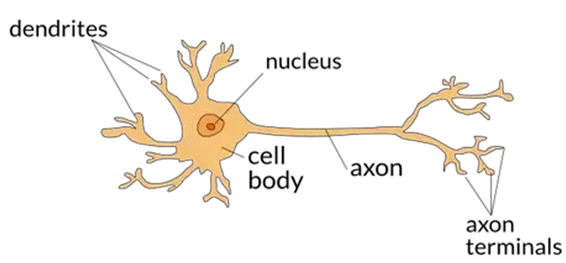 dendrites
nucleus
cell
body
axon
axon
terminals